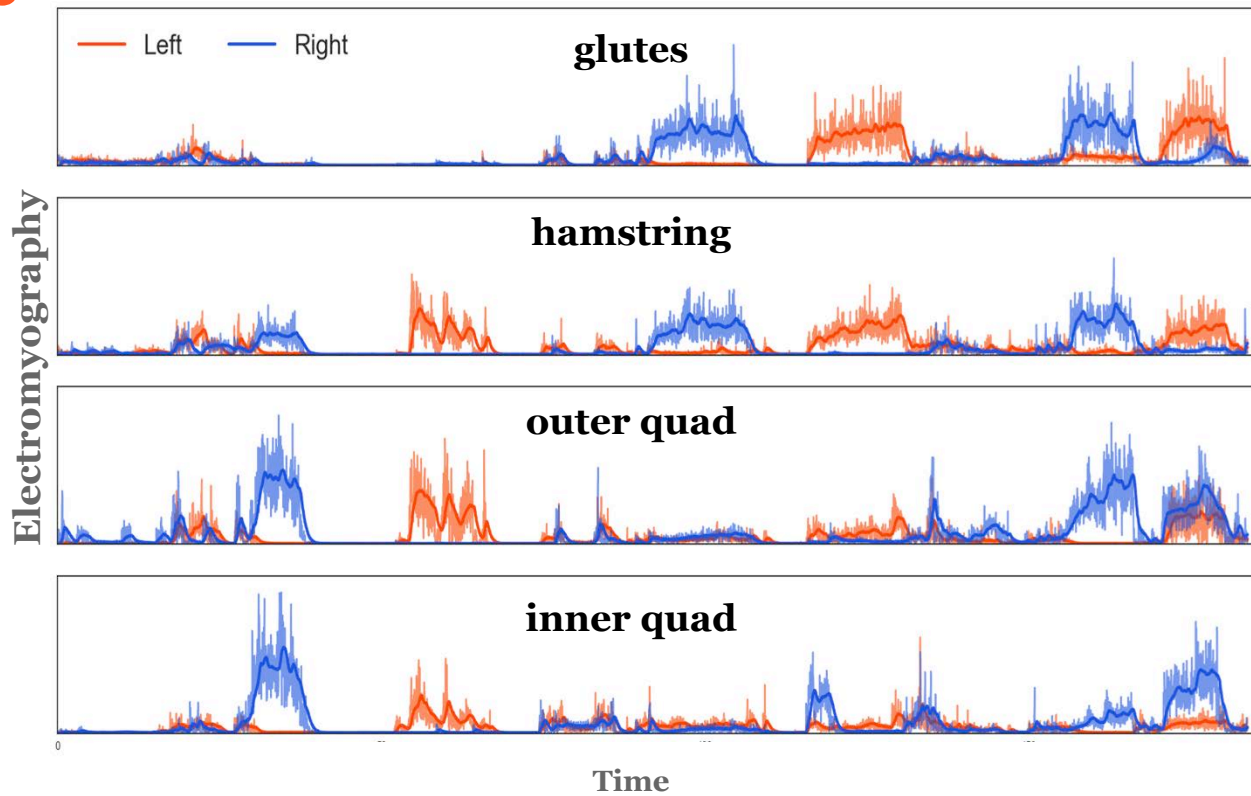 Left Right
glutes
hamstring
outer quad
inner quad
Electromyography
0
Time